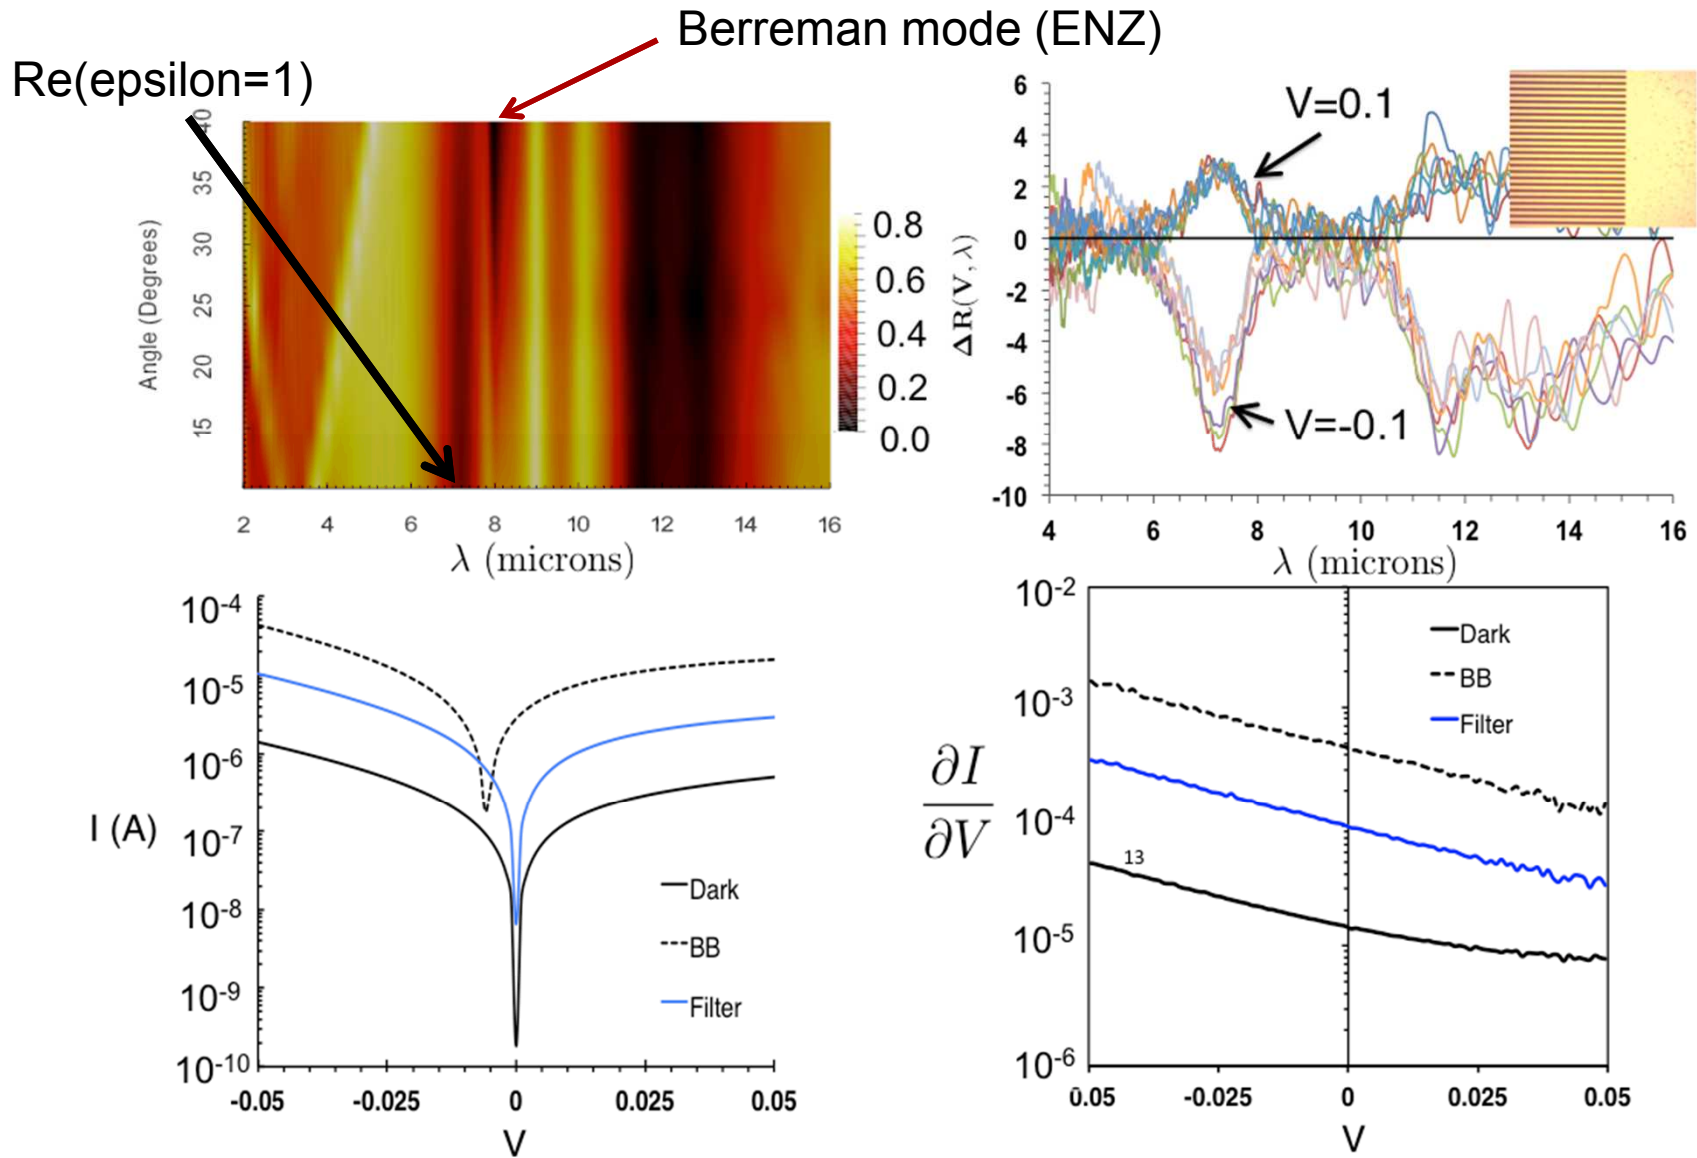 Berreman mode (ENZ)
Re(epsilon=1)
40
35
30
25
20
15
Angle (Degrees)
2 4 6 8 10 12 14 16
λ (microns)
0.8
0.6
0.4
0.2
0.0
6
4
2
0
-2
-4
-6
-8
-10
ΔR(V, λ)
V=0.1
V=-0.1
4 6 8 10 12 14 16
λ (microns)
10-4
10-5
10-6
10-7
10-8
10-9
10-10
I (A)
Dark
BB
Filter
-0.05 -0.025 0 0.025 0.05
V
10-2
10-3
10-4
10-5
10-6
∂I
∂V
Dark
BB
Filter
13
0.05 -0.025 0 0.025 0.05
V